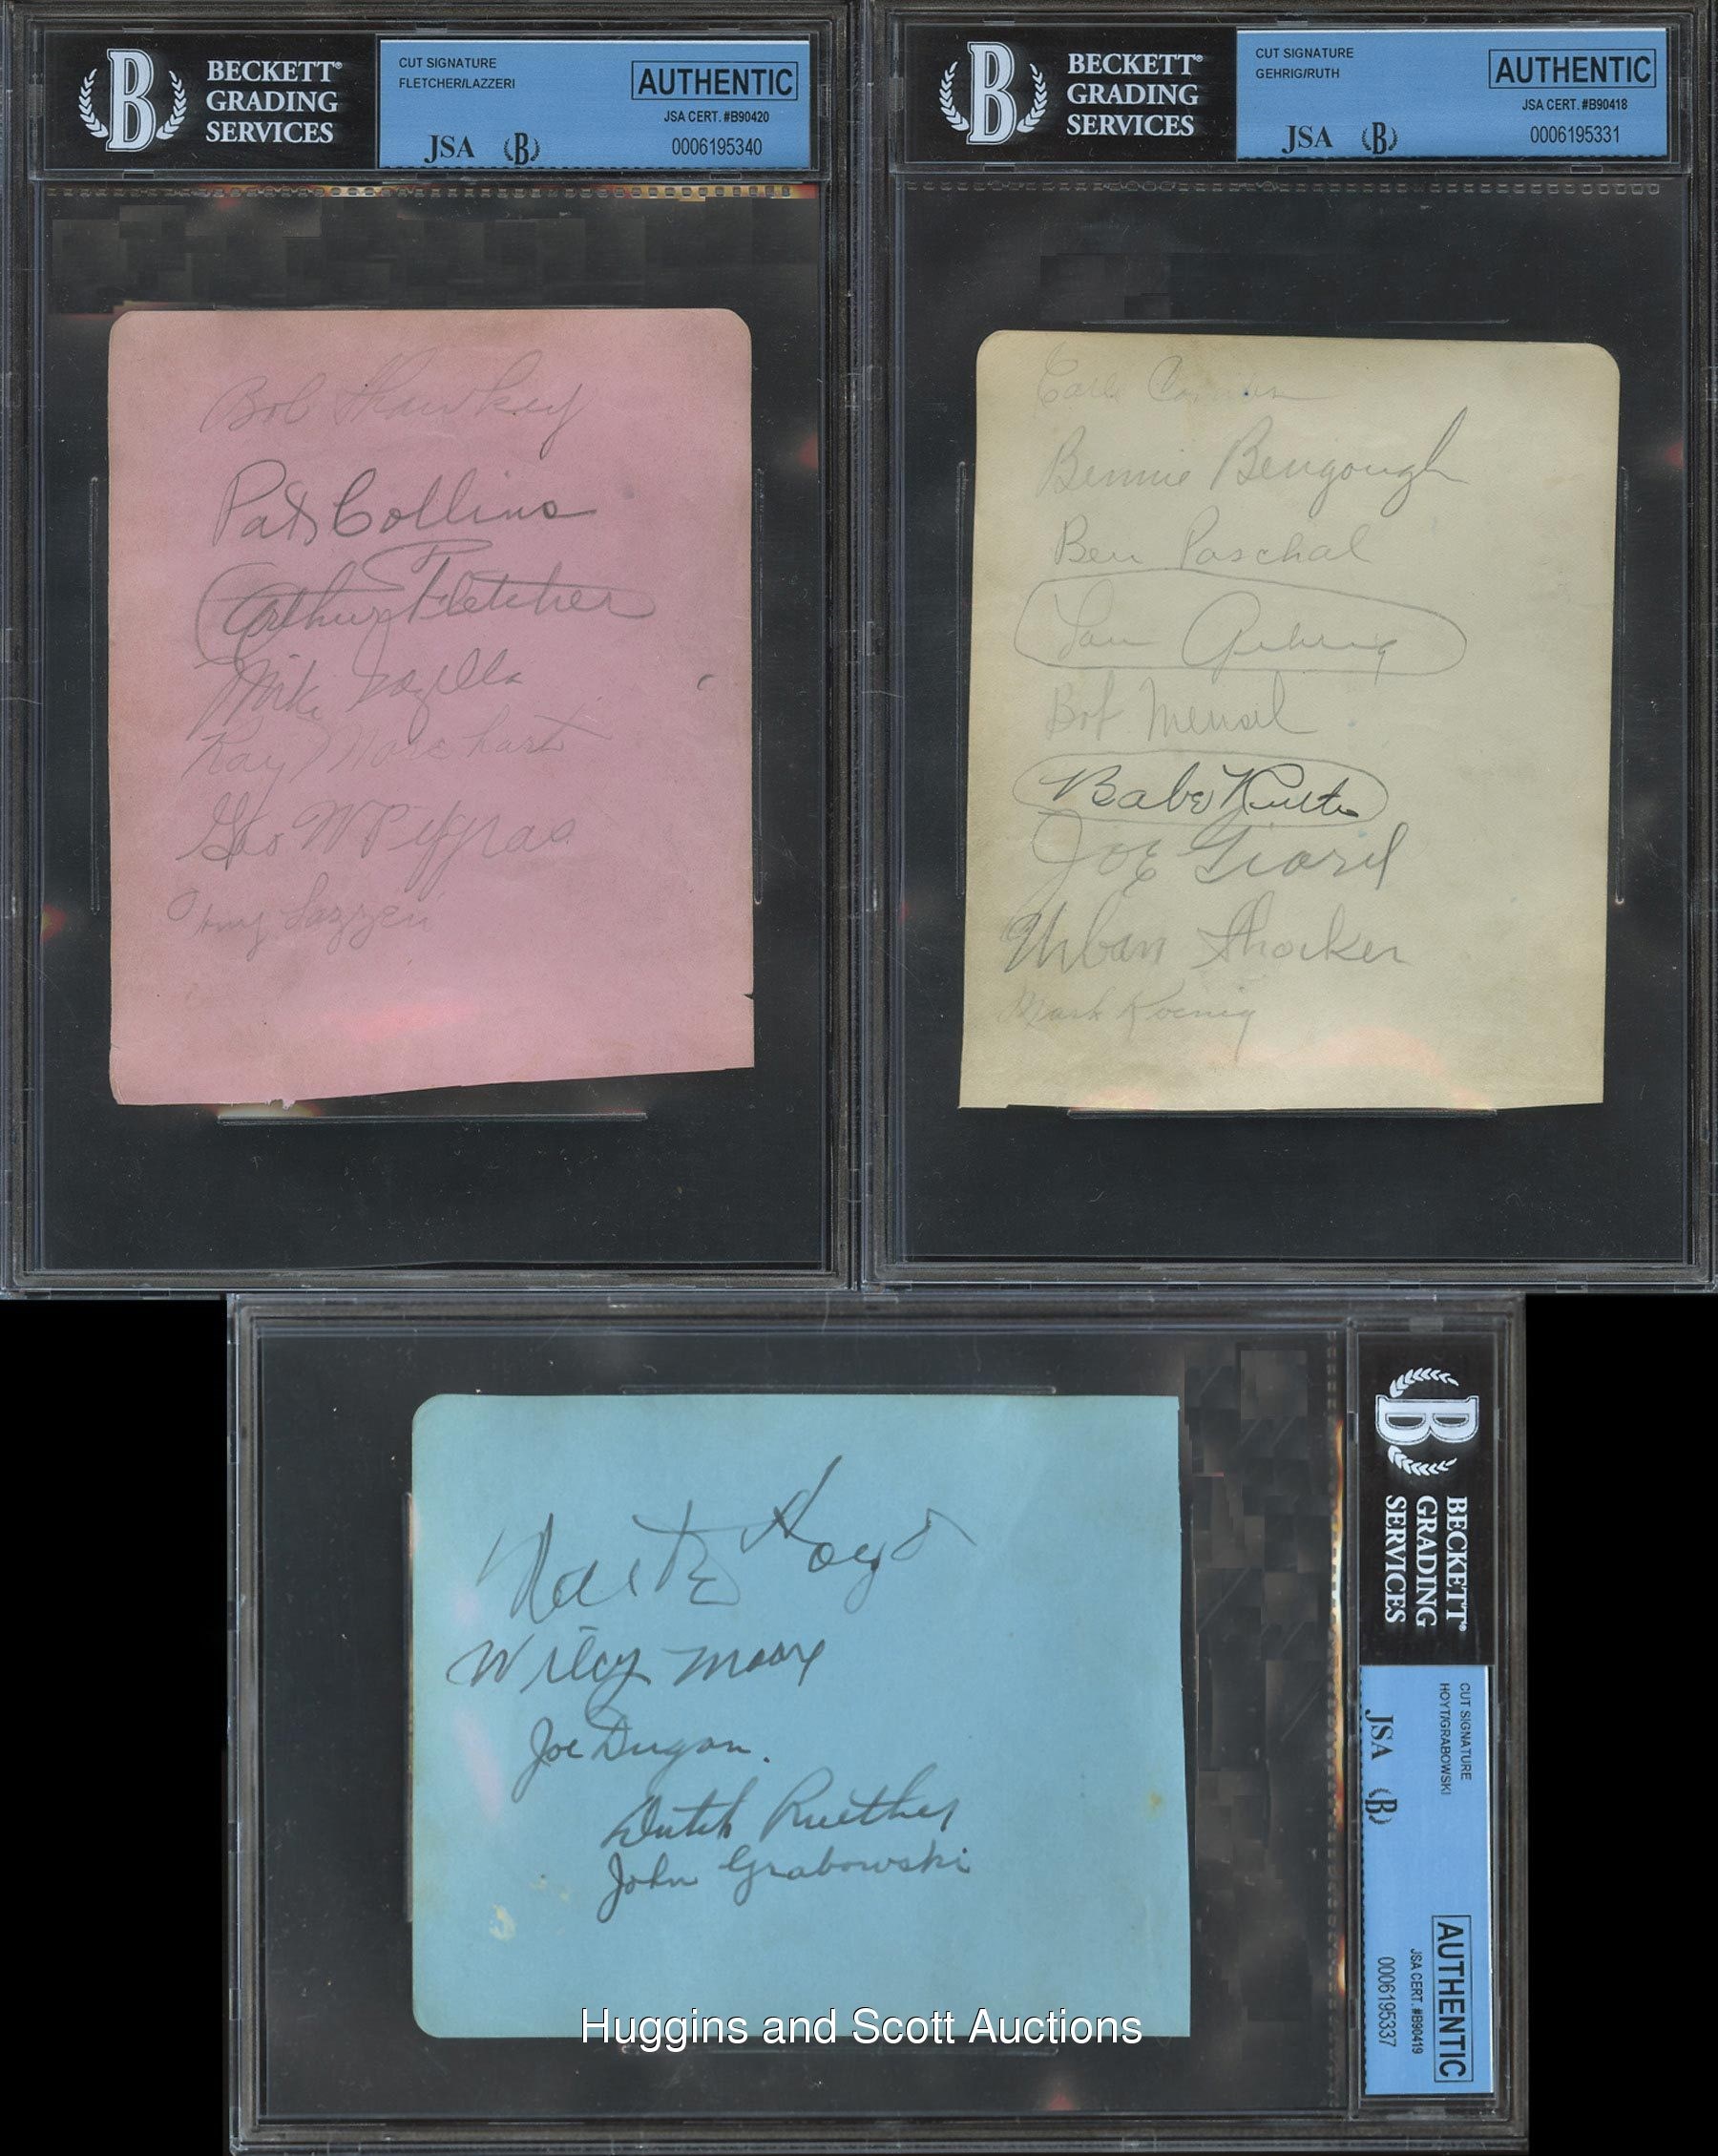 BECKETT®
GRADING
SERVICES
CUT SIGNATURE
FLETCHER/LAZZERI
AUTHENTIC
JSA CERT. #B90420
JSA (B)
0006195340
Bob Shawkey
Pat Collins
Arthur Fletcher
Mike Gazella
Ray Morehart
Geo W Pipgras
Tony Lazzeri
BECKETT®
GRADING
SERVICES
CUT SIGNATURE
GEHRIG/RUTH
AUTHENTIC
JSA CERT. #B90418
JSA (B)
0006195331
Earle Combs
Bennie Bengough
Ben Paschal
Lou Gehrig
Bob Meusel
Babe Ruth
Joe Giard
Urban Shocker
Mark Koenig
Waite Hoyt
Wilcy Moore
Joe Dugan.
Dutch Ruether
John Grabowski
BECKETT®
GRADING
SERVICES
CUT SIGNATURE
HOYT/GRABOWSKI
JSA (B)
AUTHENTIC
JSA CERT. #B90419
0006195337
Huggins and Scott Auctions